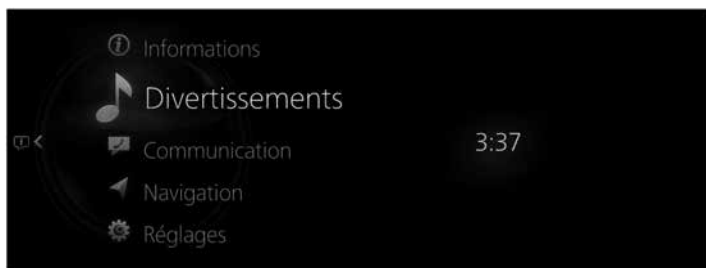 Informations
Divertissements
Communication
3:37
Navigation
Réglages